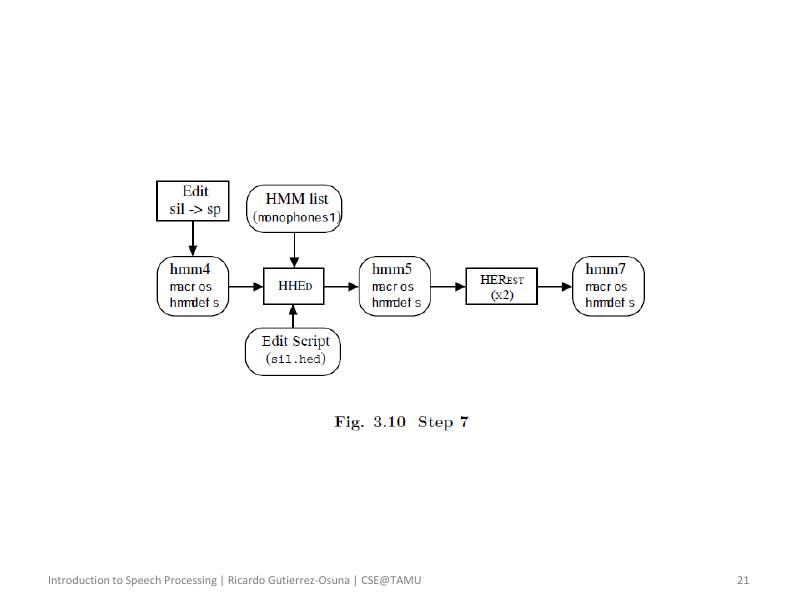 Edit
sil -> sp
HMM list
(monophones1)
hmm4
macros
hmmdefs
HHED
hmm5
macros
hmmdefs
HEREST
(x2)
hmm7
macros
hmmdefs
Edit Script
(sil.hed)
Fig. 3.10 Step 7
Introduction to Speech Processing | Ricardo Gutierrez-Osuna | CSE@TAMU
21